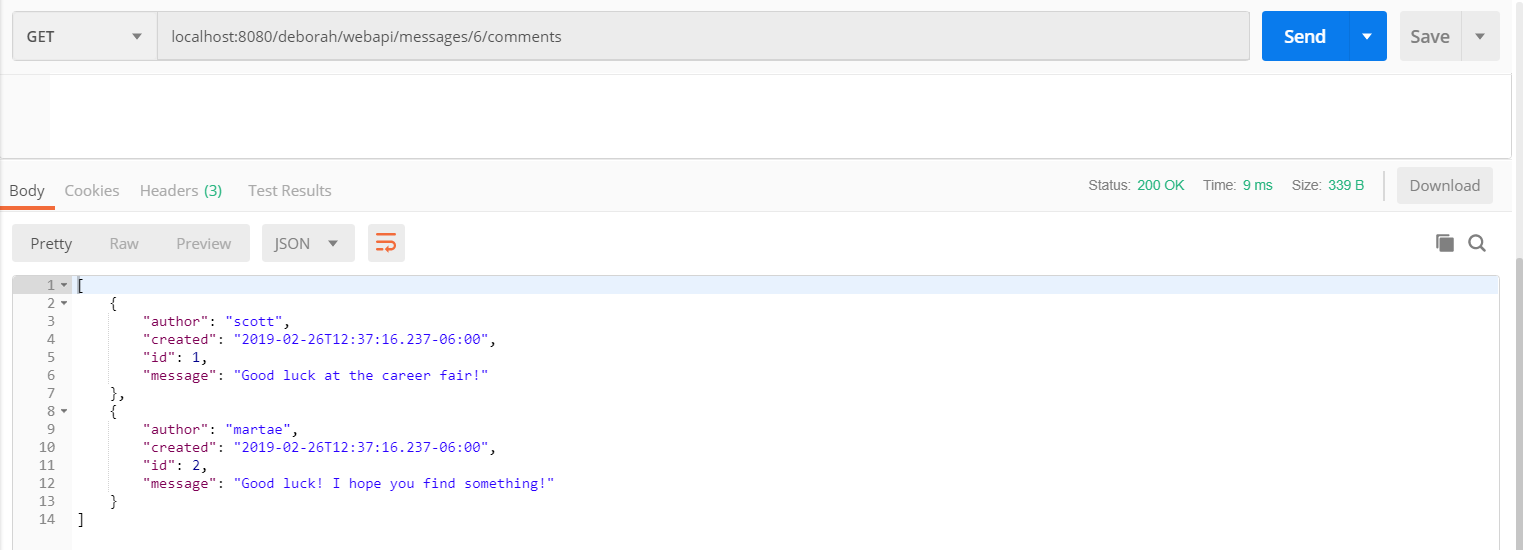 GET localhost:8080/deborah/webapi/messages/6/comments Send Save
Body Cookies Headers (3) Test Results Status: 200 OK Time: 9 ms Size: 339 B Download
Pretty Raw Preview JSON
1 [
2 {
3 "author": "scott",
4 "created": "2019-02-26T12:37:16.237-06:00",
5 "id": 1,
6 "message": "Good luck at the career fair!"
7 },
8 {
9 "author": "martae",
10 "created": "2019-02-26T12:37:16.237-06:00",
11 "id": 2,
12 "message": "Good luck! I hope you find something!"
13 }
14 ]